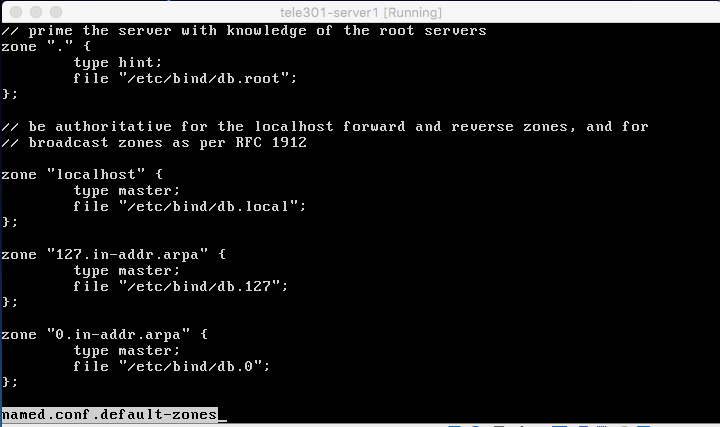 tele301-server1 [Running]
// prime the server with knowledge of the root servers
zone "." {
        type hint;
        file "/etc/bind/db.root";
};

// be authoritative for the localhost forward and reverse zones, and for
// broadcast zones as per RFC 1912

zone "localhost" {
        type master;
        file "/etc/bind/db.local";
};

zone "127.in-addr.arpa" {
        type master;
        file "/etc/bind/db.127";
};

zone "0.in-addr.arpa" {
        type master;
        file "/etc/bind/db.0";
};

named.conf.default-zones